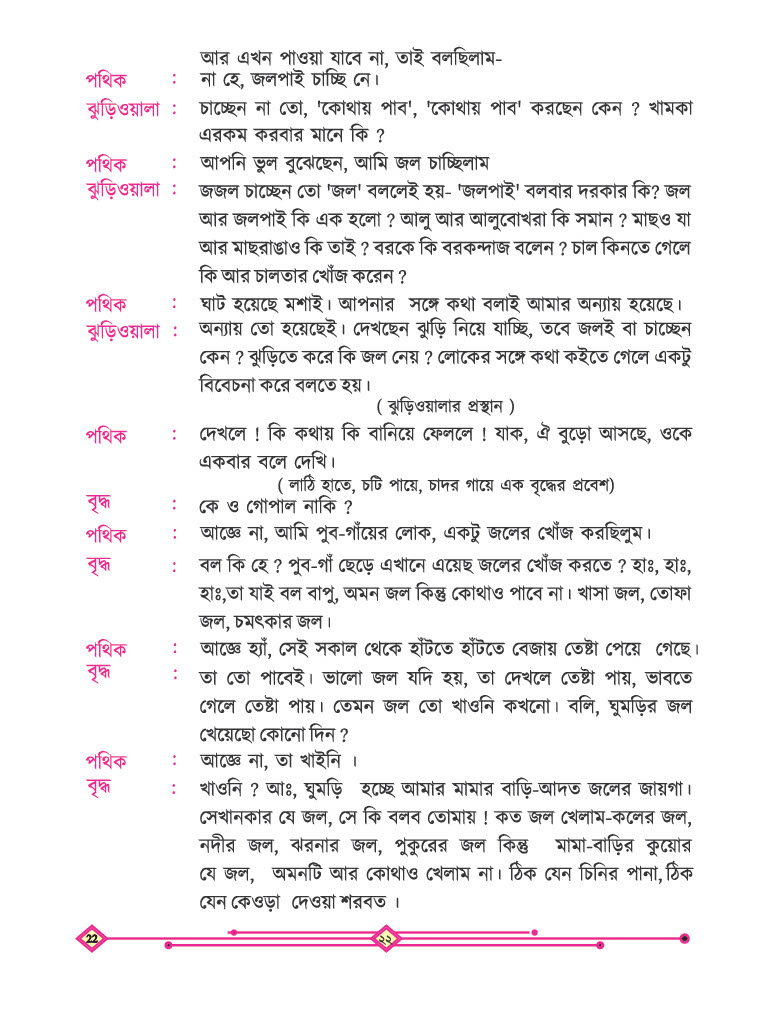 আর এখন পাওয়া যাবে না, তাই বলছিলাম-
পথিক : না হে, জলপাই চাচ্ছি নে।
ঝুড়িওয়ালা : চাচ্ছেন না তো, 'কোথায় পাব', 'কোথায় পাব' করছেন কেন ? খামকা
এরকম করবার মানে কি ?
পথিক : আপনি ভুল বুঝেছেন, আমি জল চাচ্ছিলাম
ঝুড়িওয়ালা : জজল চাচ্ছেন তো 'জল' বললেই হয়- 'জলপাই' বলবার দরকার কি? জল
আর জলপাই কি এক হলো ? আলু আর আলুবোখরা কি সমান ? মাছও যা
আর মাছরাঙাও কি তাই ? বরকে কি বরকন্দাজ বলেন ? চাল কিনতে গেলে
কি আর চালতার খোঁজ করেন ?
পথিক : ঘাট হয়েছে মশাই। আপনার সঙ্গে কথা বলাই আমার অন্যায় হয়েছে।
ঝুড়িওয়ালা : অন্যায় তো হয়েছেই। দেখছেন ঝুড়ি নিয়ে যাচ্ছি, তবে জলই বা চাচ্ছেন
কেন ? ঝুড়িতে করে কি জল নেয় ? লোকের সঙ্গে কথা কইতে গেলে একটু
বিবেচনা করে বলতে হয়।
( ঝুড়িওয়ালার প্রস্থান )
পথিক : দেখলে ! কি কথায় কি বানিয়ে ফেললে ! যাক, ঐ বুড়ো আসছে, ওকে
একবার বলে দেখি।
( লাঠি হাতে, চটি পায়ে, চাদর গায়ে এক বৃদ্ধের প্রবেশ)
বৃদ্ধ : কে ও গোপাল নাকি ?
পথিক : আজ্ঞে না, আমি পুব-গাঁয়ের লোক, একটু জলের খোঁজ করছিলুম।
বৃদ্ধ : বল কি হে ? পুব-গাঁ ছেড়ে এখানে এয়েছ জলের খোঁজ করতে ? হাঃ, হাঃ,
হাঃ,তা যাই বল বাপু, অমন জল কিন্তু কোথাও পাবে না। খাসা জল, তোফা
জল, চমৎকার জল।
পথিক : আজ্ঞে হ্যাঁ, সেই সকাল থেকে হাঁটতে হাঁটতে বেজায় তেষ্টা পেয়ে গেছে।
বৃদ্ধ : তা তো পাবেই। ভালো জল যদি হয়, তা দেখলে তেষ্টা পায়, ভাবতে
গেলে তেষ্টা পায়। তেমন জল তো খাওনি কখনো। বলি, ঘুমড়ির জল
খেয়েছো কোনো দিন ?
পথিক : আজ্ঞে না, তা খাইনি ।
বৃদ্ধ : খাওনি ? আঃ, ঘুমড়ি হচ্ছে আমার মামার বাড়ি-আদত জলের জায়গা।
সেখানকার যে জল, সে কি বলব তোমায় ! কত জল খেলাম-কলের জল,
নদীর জল, ঝরনার জল, পুকুরের জল কিন্তু মামা-বাড়ির কুয়োর
যে জল, অমনটি আর কোথাও খেলাম না। ঠিক যেন চিনির পানা, ঠিক
যেন কেওড়া দেওয়া শরবত ।
22 ২২